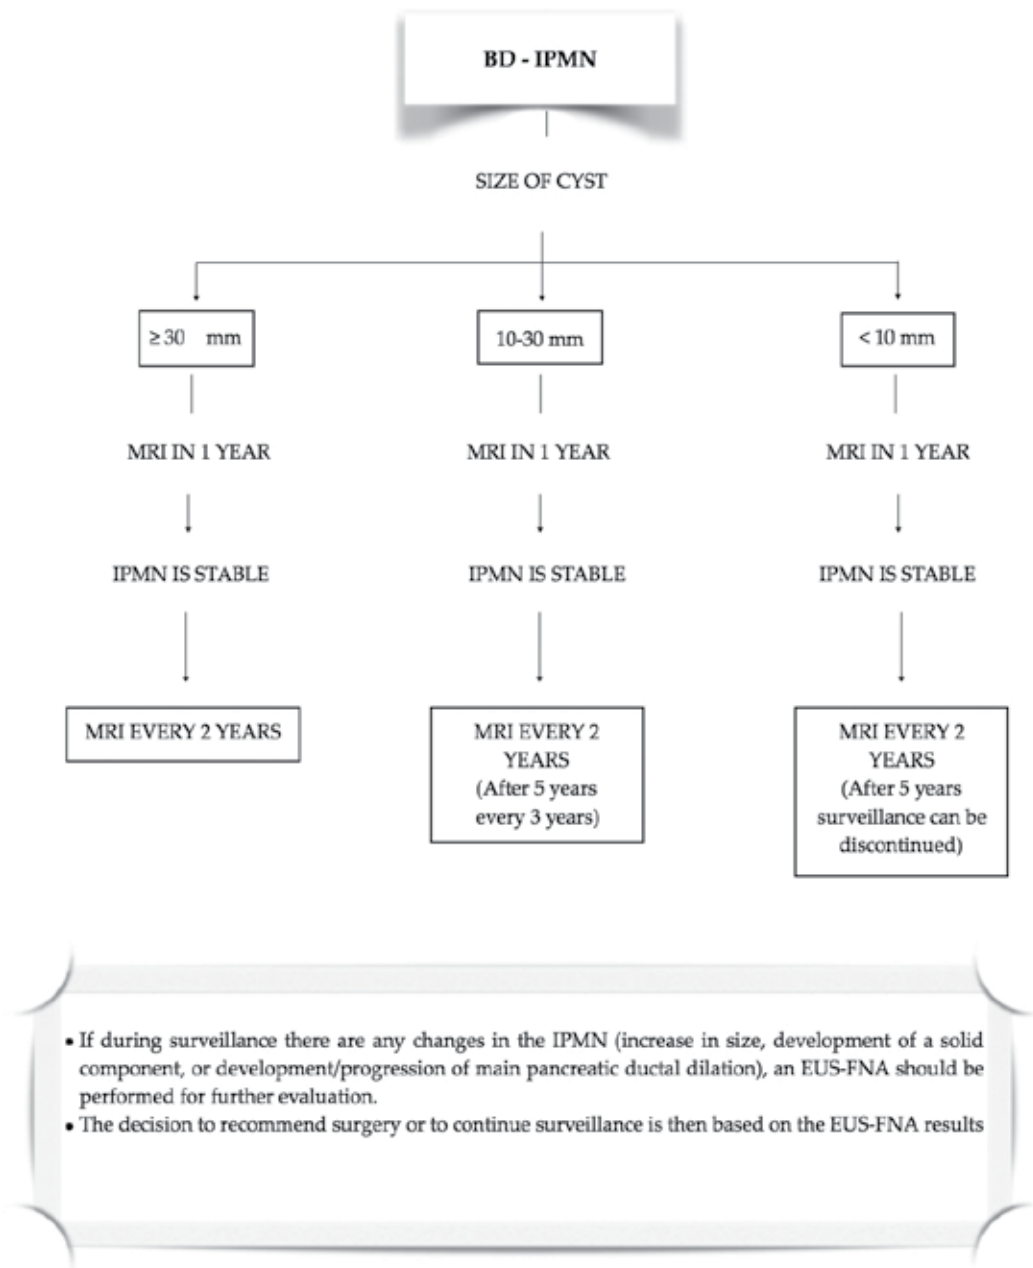 BD - IPMN
SIZE OF CYST
≥ 30 mm
10-30 mm
< 10 mm
MRI IN 1 YEAR
MRI IN 1 YEAR
MRI IN 1 YEAR
IPMN IS STABLE
IPMN IS STABLE
IPMN IS STABLE
MRI EVERY 2 YEARS
MRI EVERY 2
YEARS
(After 5 years
every 3 years)
MRI EVERY 2
YEARS
(After 5 years
surveillance can be
discontinued)
• If during surveillance there are any changes in the IPMN (increase in size, development of a solid
component, or development/progression of main pancreatic ductal dilation), an EUS-FNA should be
performed for further evaluation.
• The decision to recommend surgery or to continue surveillance is then based on the EUS-FNA results